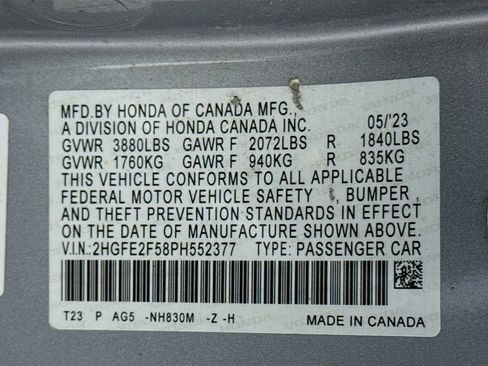 MFD.BY HONDA OF CANADA MFG.,
A DIVISION OF HONDA CANADA INC. 05/'23
GVWR 3880LBS GAWR F 2072LBS R 1840LBS
GVWR 1760KG GAWR F 940KG R 835KG
THIS VEHICLE CONFORMS TO ALL APPLICABLE
FEDERAL MOTOR VEHICLE SAFETY , BUMPER ,
AND THEFT PREVENTION STANDARDS IN EFFECT
ON THE DATE OF MANUFACTURE SHOWN ABOVE.
V.I.N:2HGFE2F58PH552377 TYPE: PASSENGER CAR
T23 P AG5 -NH830M -Z -H MADE IN CANADA